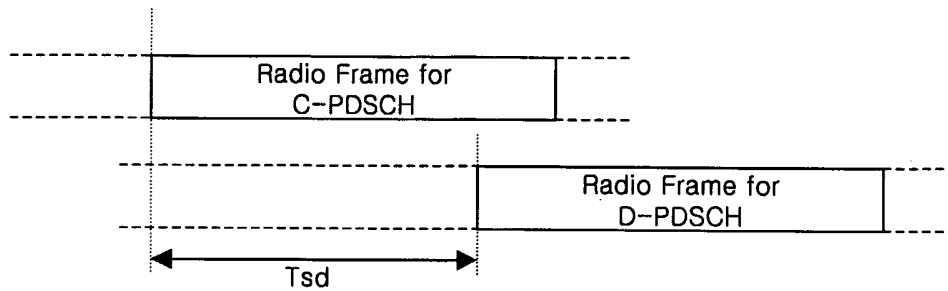 Radio Frame for
C-PDSCH
Radio Frame for
D-PDSCH
Tsd